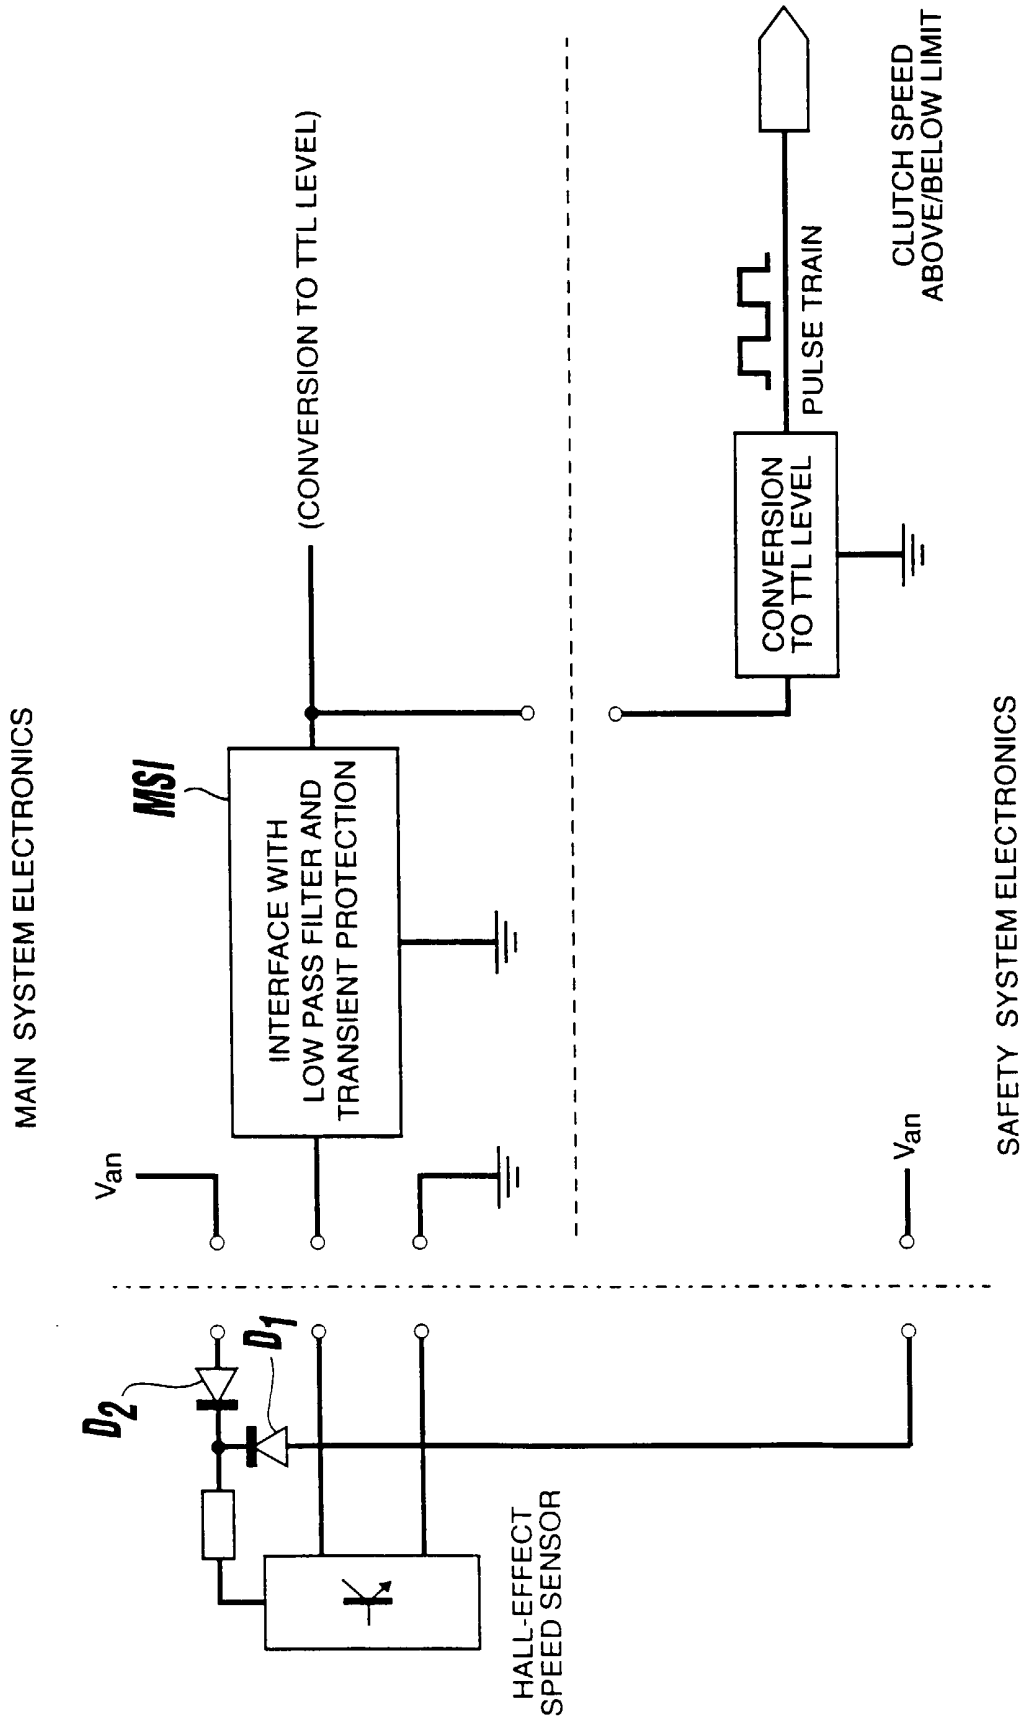 MAIN SYSTEM ELECTRONICS
Van
MSI
INTERFACE WITH
LOW PASS FILTER AND
TRANSIENT PROTECTION
(CONVERSION TO TTL LEVEL)
D2
D1
HALL-EFFECT
SPEED SENSOR
CONVERSION
TO TTL LEVEL
PULSE TRAIN
CLUTCH SPEED
ABOVE/BELOW LIMIT
Van
SAFETY SYSTEM ELECTRONICS